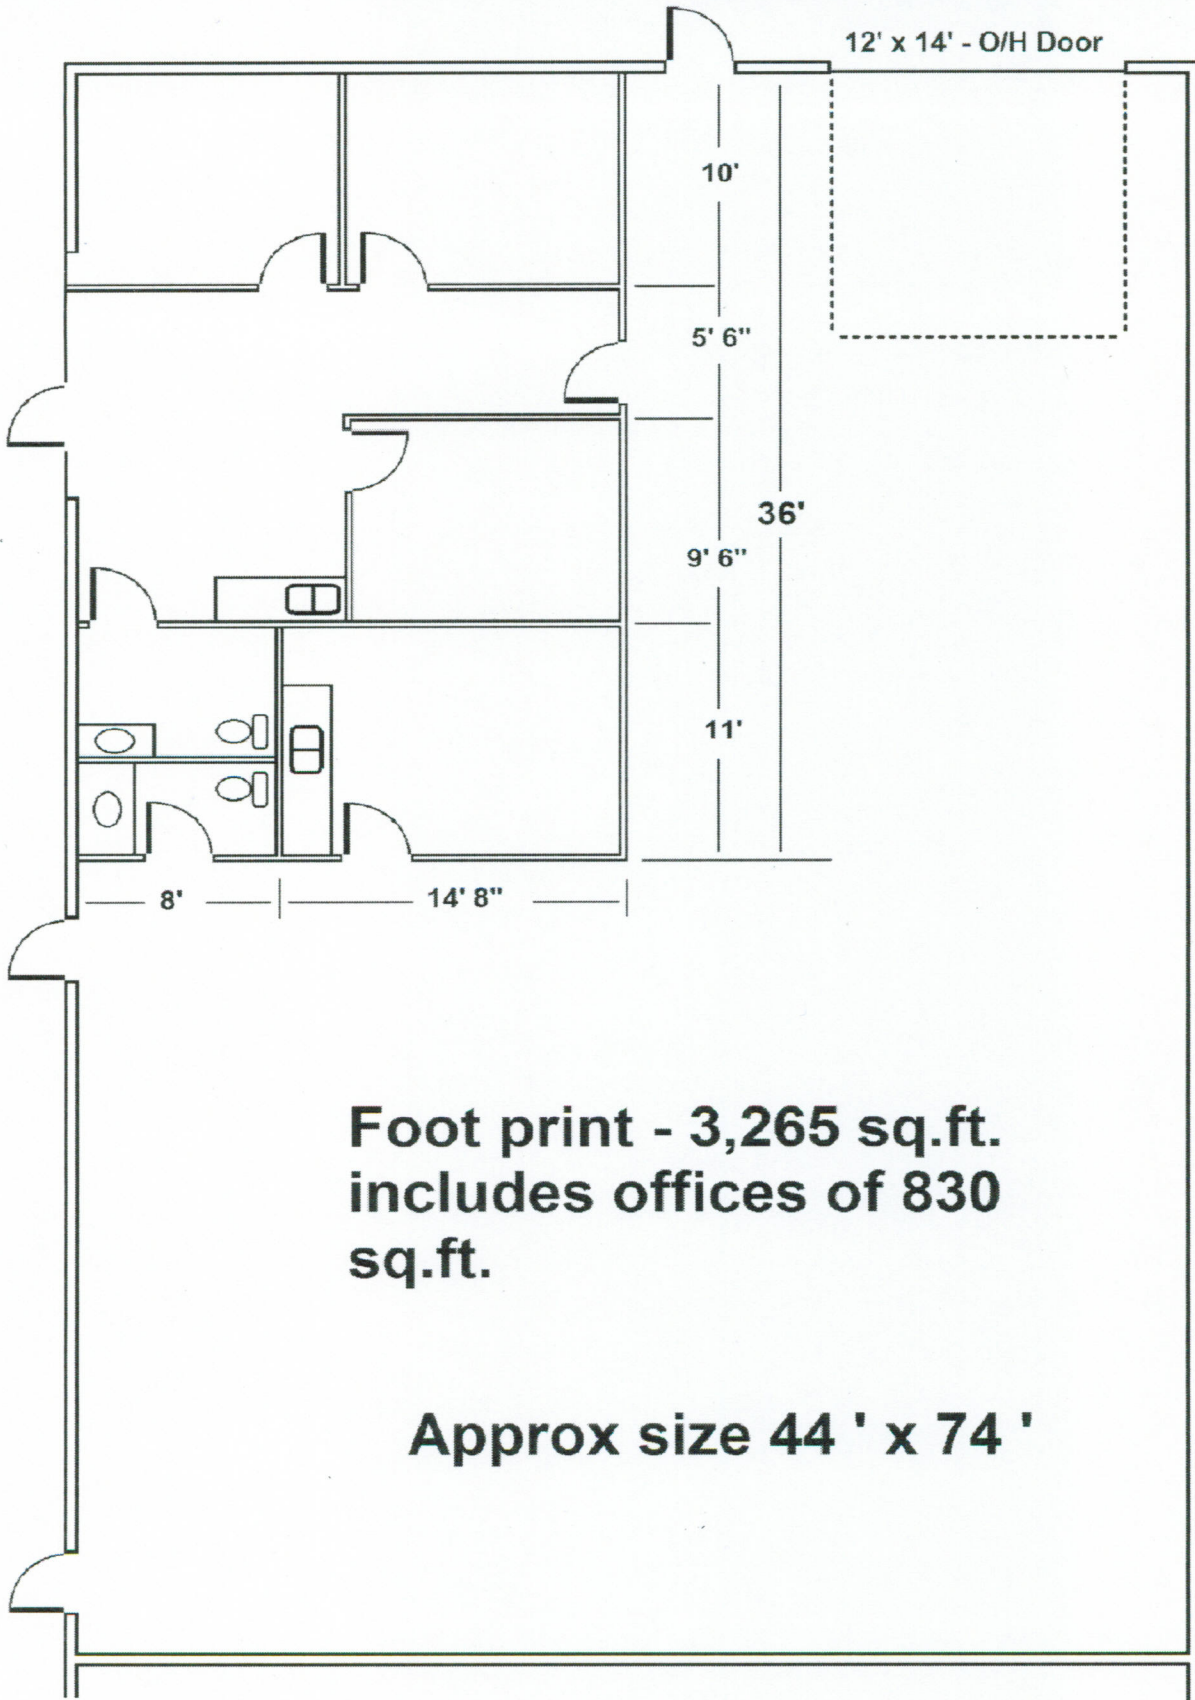 12' x 14' - O/H Door
10'
5' 6"
36'
9' 6"
11'
8'
14' 8"
Foot print - 3,265 sq.ft.
includes offices of 830
sq.ft.
Approx size 44 ' x 74 '